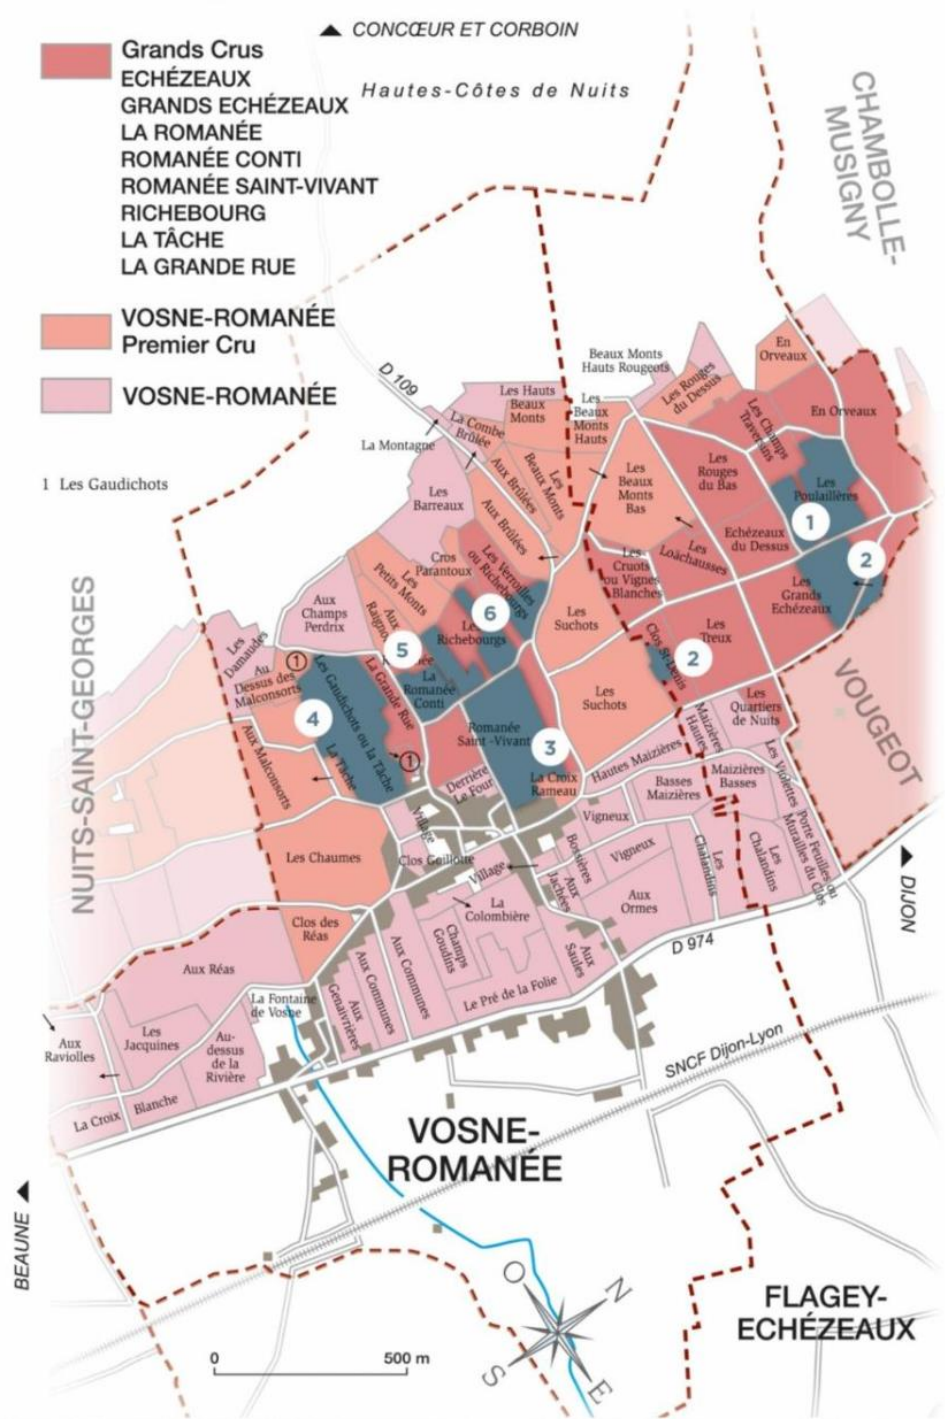 CONCŒUR ET CORBOIN
Hautes-Côtes de Nuits
Grands Crus
ECHÉZEAUX
GRANDS ECHÉZEAUX
LA ROMANÉE
ROMANÉE CONTI
ROMANÉE SAINT-VIVANT
RICHEBOURG
LA TÂCHE
LA GRANDE RUE
VOSNE-ROMANÉE
Premier Cru
VOSNE-ROMANÉE
1 Les Gaudichots
CHAMBOLLE-
MUSIGNY
NUITS-SAINT-GEORGES
VOUGEOT
D 109
La Montagne
Les Hauts
Beaux
Monts
La Combe
Brûlée
Beaux Monts
Hauts Rougeots
Les
Beaux
Monts
Hauts
Les Rouges
du Dessus
En
Orveaux
En Orveaux
Les Champs
Traversins
Les
Rouges
du Bas
Les
Poulaillères
1
Les
Beaux
Monts
Bas
Les
Beaux Monts
Aux Brûlées
Aux Brûlées
Les
Barreaux
Echézeaux
du Dessus
Les
Loächausses
Les
Cruots
ou Vignes
Blanches
Les
Grands
Echézeaux
2
Cros
Parantoux
Les Verroilles
ou Richebourgs
Les
Petits Monts
Aux
Champs
Perdrix
Aux
6
Les
Richebourgs
Les
Suchots
Les
Treux
Clos St-Denis
2
5
La
Romanée
Conti
La Grande Rue
Les
Damaudes
Au
Dessus des
Malconsorts
1
Les Gaudichots ou la Tâche
4
La Tâche
1
Aux Malconsorts
Romanée
Saint -Vivant
3
Les
Suchots
Les
Quartiers
de Nuits
Maizières
Hautes
Hautes Maizières
Les Violettes
La Croix
Rameau
Derrière
Le Four
Basses
Maizières
Maizières
Basses
Vigneux
Vigneux
Village
Clos Goillotte
Village
Bossières
Aux
Jachées
Les
Chalandins
Les
Chalandins
Porte Feuilles ou
Murailles du Clos
Les Chaumes
Clos des
Réas
La
Colombière
Aux
Ormes
Champs
Goudins
Aux Communes
Aux Communes
Aux
Genaivrières
Aux
Saules
Le Pré de la Folie
D 974
DIJON
Aux Réas
La Fontaine
de Vosne
Les
Jacquines
Au-
dessus
de la
Rivière
Aux
Raviolles
La Croix Blanche
SNCF Dijon-Lyon
VOSNE-
ROMANÉE
BEAUNE
FLAGEY-
ECHÉZEAUX
O
N
S
E
0 500 m